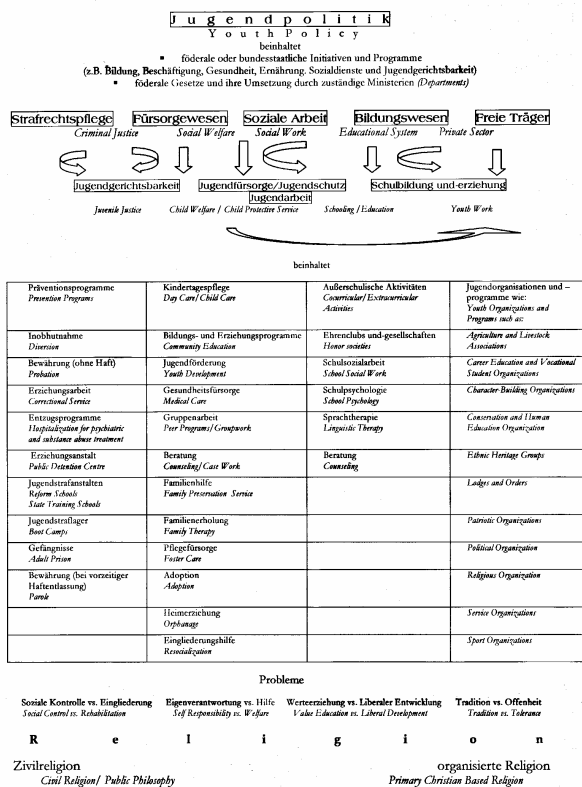 J u g e n d p o l i t i k
Y o u t h P o l i c y
beinhaltet
▪ föderale oder bundesstaatliche Initiativen und Programme
(z.B. Bildung, Beschäftigung, Gesundheit, Ernährung. Sozialdienste und Jugendgerichtsbarkeit)
▪ föderale Gesetze und ihre Umsetzung durch zuständige Ministerien (Departments)
Strafrechtspflege Fürsorgewesen Soziale Arbeit Bildungswesen Freie Träger
Criminal Justice Social Welfare Social Work Educational System Private Sector
Jugendgerichtsbarkeit Jugendfürsorge/Jugendschutz Schulbildung und-erziehung
Jugendarbeit
Juvenile Justice Child Welfare / Child Protective Service Schooling / Education Youth Work
beinhaltet
Präventionsprogramme Kindertagespflege Außerschulische Aktivitäten Jugendorganisationen und –
Prevention Programs Day Care/ Child Care Cocurricular/ Extracurricular programme wie:
Activities Youth Organizations and
Programs such as:
Inobhutnahme Bildungs- und Erziehungsprogramme Ehrenclubs und-gesellschaften Agriculture and Livestock
Diversion Community Education Honor societies Associations
Bewährung (ohne Haft) Jugendförderung Schulsozialarbeit Career Education and Vocational
Probation Youth Development School Social Work Student Organizations
Erziehungsarbeit Gesundheitsfürsorge Schulpsychologie Character Building Organizations
Correctional Service Medical Care School Psychology
Entzugsprogramme Gruppenarbeit Sprachtherapie Conservation and Human
Hospitalization for psychiatric Peer Programs/ Groupwork Linguistic Therapy Education Organization
and substance abuse treatment
Erziehungsanstalt Beratung Beratung Ethnic Heritage Groups
Public Detention Centre Counseling/ Case Work Counseling
Jugendstrafanstalten Familienhilfe Lodges and Orders
Reform Schools Family Preservation Service
State Training Schools
Jugendstraflager Familienerholung Patriotic Organizations
Boot Camps Family Therapy
Gefängnisse Pflegefürsorge Political Organization
Adult Prison Foster Care
Bewährung (bei vorzeitiger Adoption Religious Organization
Haftentlassung) Adoption
Parole
Heimerziehung Service Organizations
Orphanage
Eingliederungshilfe Sport Organizations
Resocialization
Probleme
Soziale Kontrolle vs. Eingliederung Eigenverantwortung vs. Hilfe Werteerziehung vs. Liberaler Entwicklung Tradition vs. Offenheit
Social Control vs. Rehabilitation Self Responsibility vs. Welfare Value Education vs. Liberal Development Tradition vs. Tolerance
R e l i g i o n
Zivilreligion organisierte Religion
Civil Religion/ Public Philosophy Primary Christian Based Religion